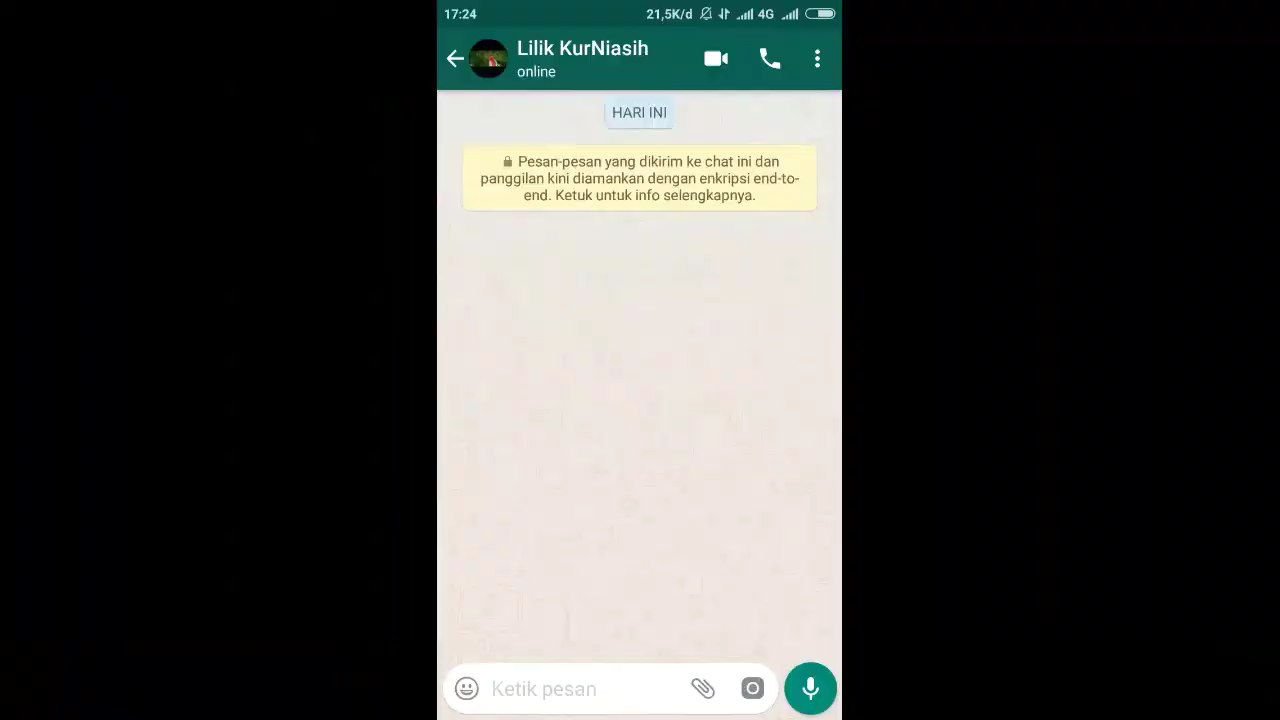 17:24 21,5K/d 4G
Lilik KurNiasih
online
HARI INI
Pesan-pesan yang dikirim ke chat ini dan
panggilan kini diamankan dengan enkripsi end-to-
end. Ketuk untuk info selengkapnya.
Ketik pesan